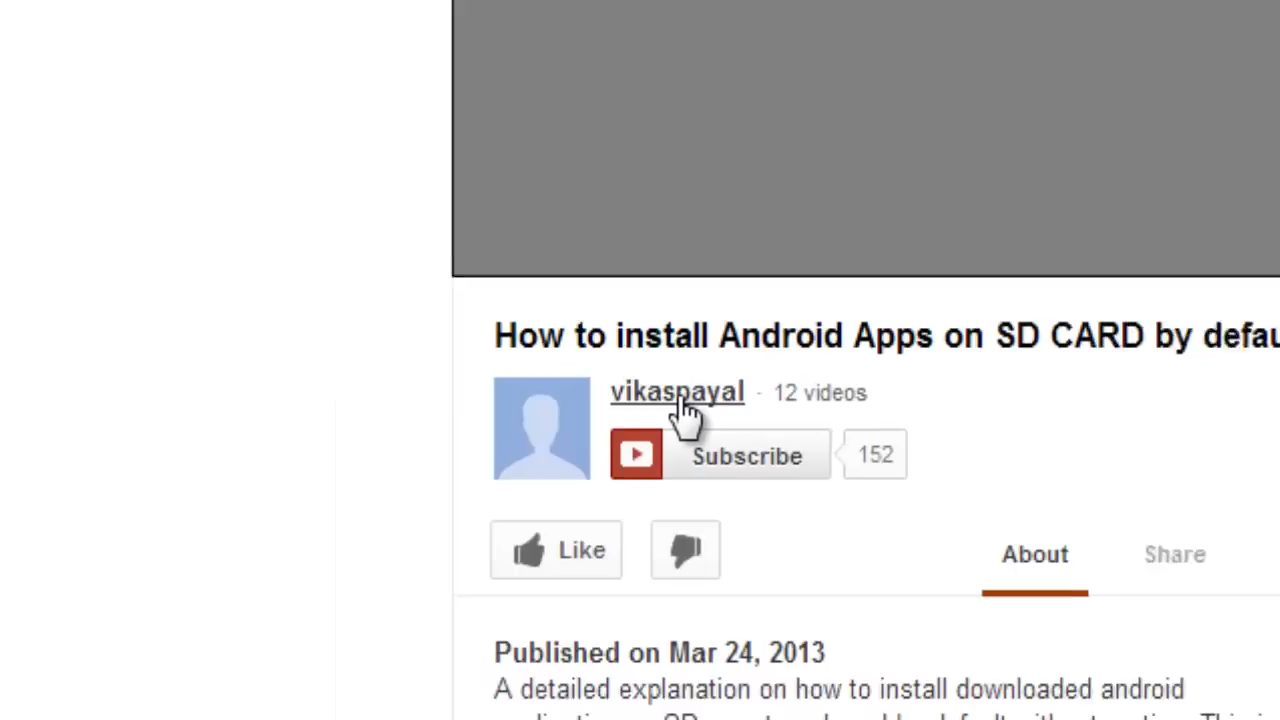 How to install Android Apps on SD CARD by defau
vikaspayal · 12 videos
Subscribe 152
Like
About Share
Published on Mar 24, 2013
A detailed explanation on how to install downloaded android